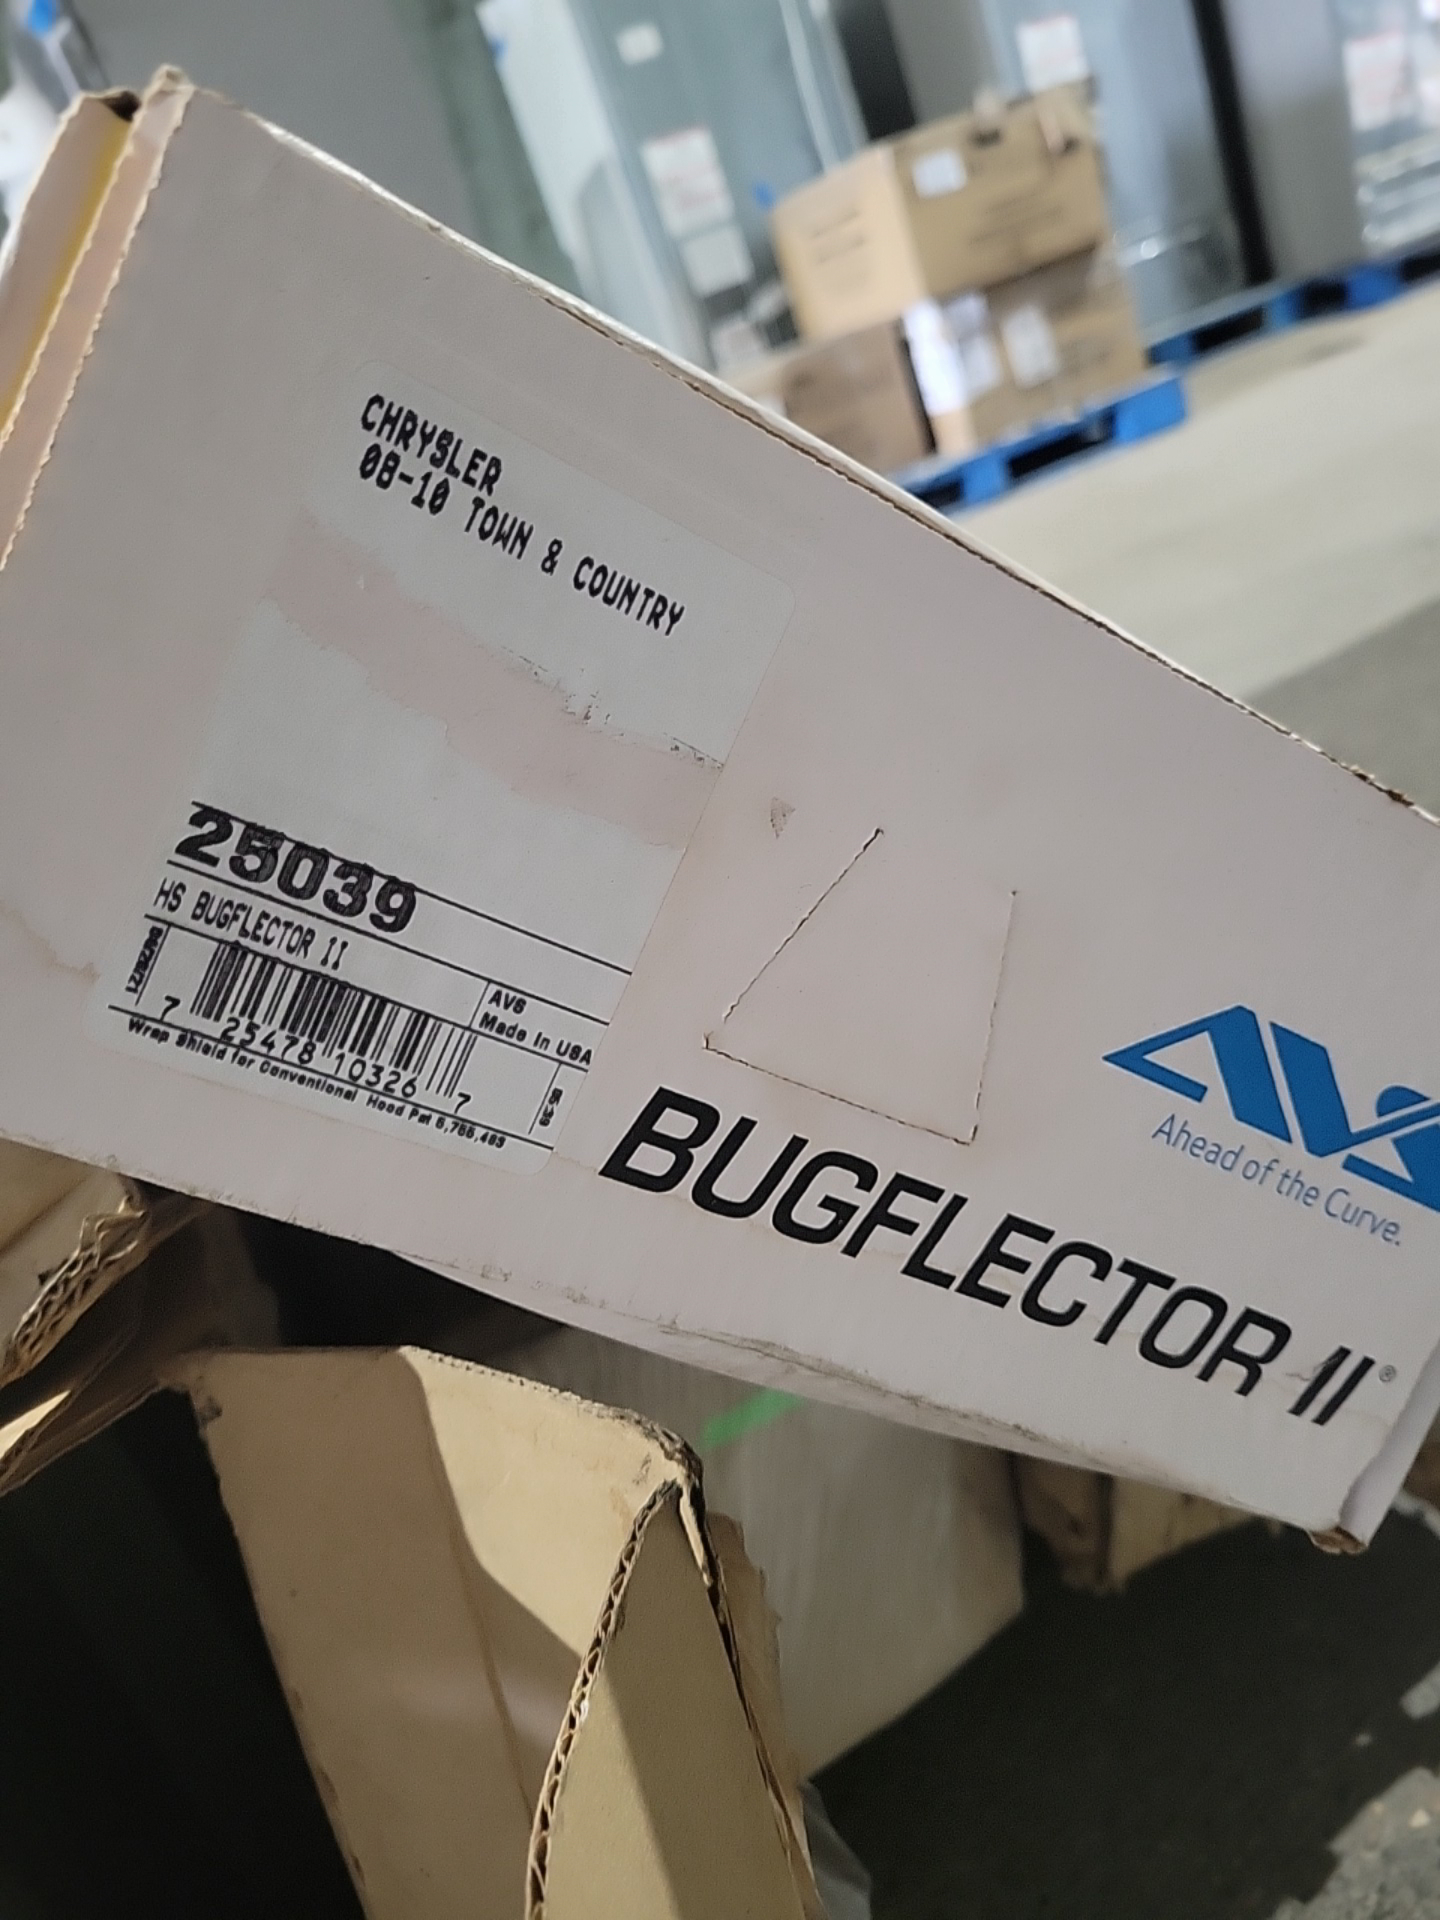 CHRYSLER
08-10 TOWN & COUNTRY
25039
HS BUGFLECTOR II
AVS
Made In USA
7 25478 10326 7
Wrap Shield for Conventional Hood Pat 5,755,483
AVS
Ahead of the Curve.
BUGFLECTOR II®